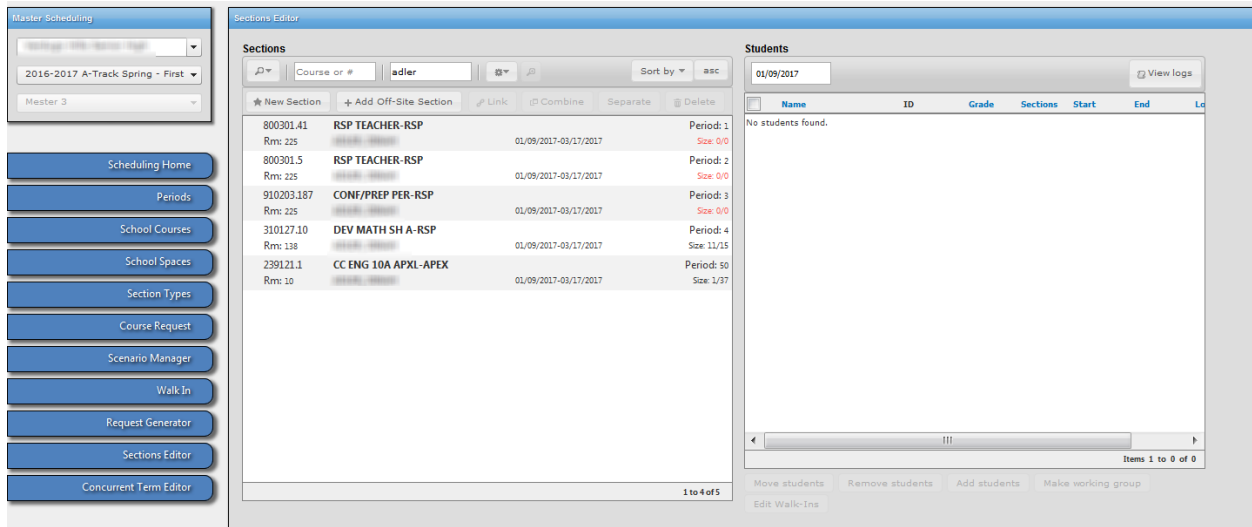 Master Scheduling
2016-2017 A-Track Spring - First
Mester 3
Scheduling Home
Periods
School Courses
School Spaces
Section Types
Course Request
Scenario Manager
Walk In
Request Generator
Sections Editor
Concurrent Term Editor
Sections Editor
Sections
Course or # adler Sort by asc
New Section + Add Off-Site Section Link Combine Separate Delete
800301.41 RSP TEACHER-RSP Period: 1
Rm: 225 01/09/2017-03/17/2017 Size: 0/0
800301.5 RSP TEACHER-RSP Period: 2
Rm: 225 01/09/2017-03/17/2017 Size: 0/0
910203.187 CONF/PREP PER-RSP Period: 3
Rm: 225 01/09/2017-03/17/2017 Size: 0/0
310127.10 DEV MATH SH A-RSP Period: 4
Rm: 138 01/09/2017-03/17/2017 Size: 11/15
239121.1 CC ENG 10A APXL-APEX Period: 50
Rm: 10 01/09/2017-03/17/2017 Size: 1/37
1 to 4 of 5
Students
01/09/2017 View logs
Name ID Grade Sections Start End Lo
No students found.
Items 1 to 0 of 0
Move students Remove students Add students Make working group
Edit Walk-Ins